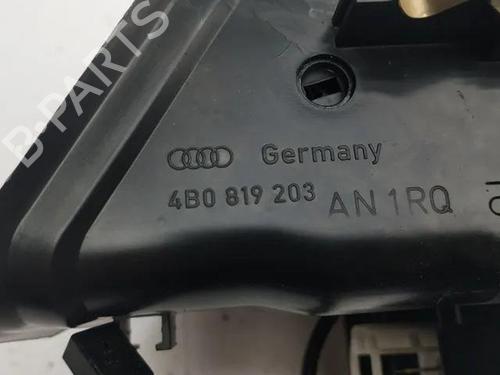 B-PARTS
Germany
4B0 819 203 AN 1RQ